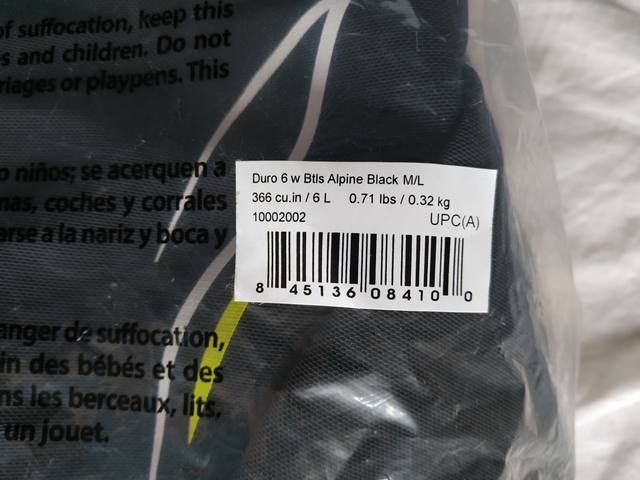 of suffocation, keep this
s and children. Do not
riages or playpens. This
o niños; se acerquen a
nas, coches y corrales
arse a la nariz y boca y
anger de suffocation,
in des bébés et des
ns les berceaux, lits,
un jouet.
Duro 6 w Btls Alpine Black M/L
366 cu.in / 6 L 0.71 lbs / 0.32 kg
10002002 UPC(A)
8 45136 08410 0